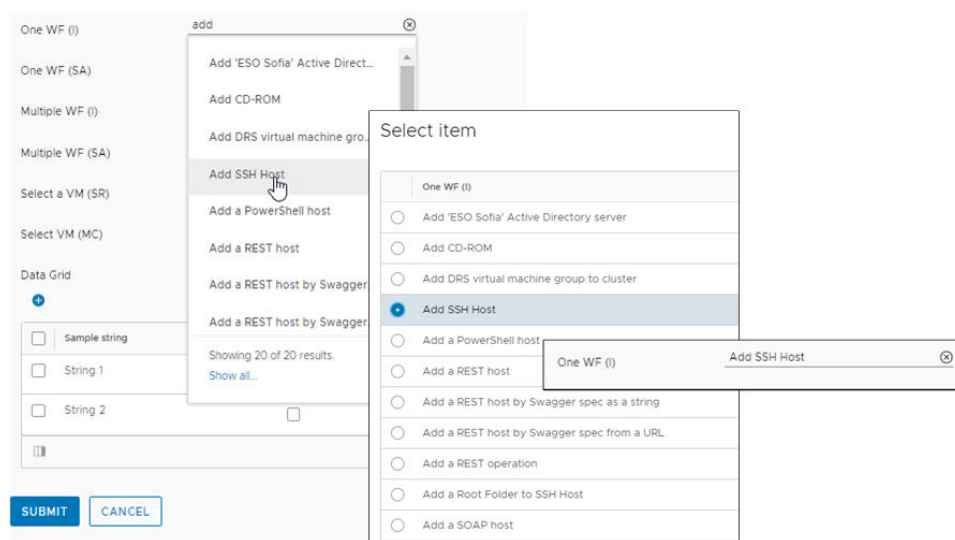 One WF (I)
add
One WF (SA)
Multiple WF (I)
Multiple WF (SA)
Select a VM (SR)
Select VM (MC)
Data Grid
Sample string
String 1
String 2
SUBMIT
CANCEL
Add 'ESO Sofia' Active Direct...
Add CD-ROM
Add DRS virtual machine gro...
Add SSH Host
Add a PowerShell host
Add a REST host
Add a REST host by Swagger
Add a REST host by Swagger
Showing 20 of 20 results.
Show all...
Select item
One WF (I)
Add 'ESO Sofia' Active Directory server
Add CD-ROM
Add DRS virtual machine group to cluster
Add SSH Host
Add a PowerShell host
Add a REST host
Add a REST host by Swagger spec as a string
Add a REST host by Swagger spec from a URL
Add a REST operation
Add a Root Folder to SSH Host
Add a SOAP host
One WF (I)
Add SSH Host